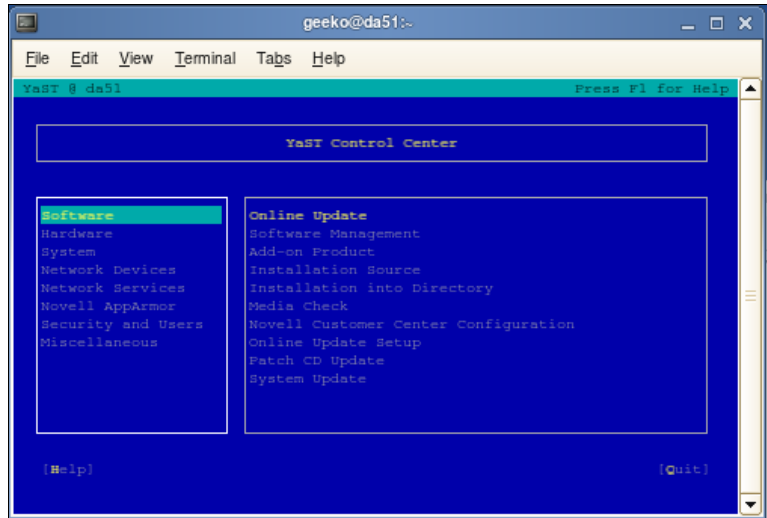 geeko@da51:~
File Edit View Terminal Tabs Help
YaST @ da51 Press F1 for Help
YaST Control Center
Software
Hardware
System
Network Devices
Network Services
Novell AppArmor
Security and Users
Miscellaneous
Online Update
Software Management
Add-on Product
Installation Source
Installation into Directory
Media Check
Novell Customer Center Configuration
Online Update Setup
Patch CD Update
System Update
[Help] [Quit]